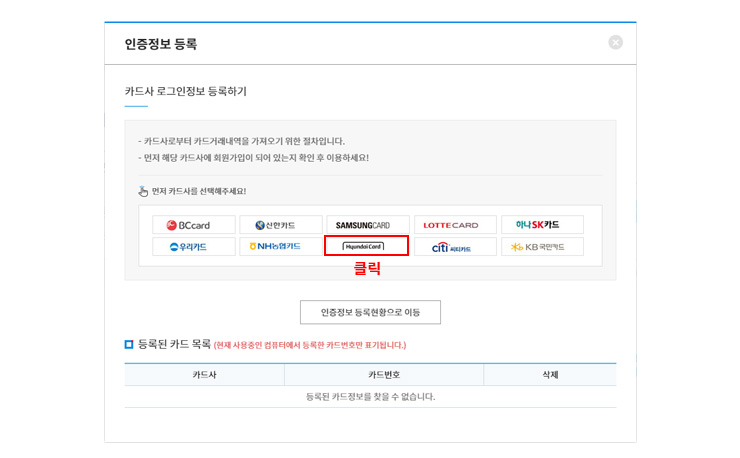 인증정보 등록
카드사 로그인정보 등록하기
- 카드사로부터 카드거래내역을 가져오기 위한 절차입니다.
- 먼저 해당 카드사에 회원가입이 되어 있는지 확인 후 이용하세요!
먼저 카드사를 선택해주세요!
BCcard 신한카드 SAMSUNGCARD LOTTECARD 하나SK카드
우리카드 NH농협카드 HyundaiCard citi 씨티카드 KB국민카드
클릭
인증정보 등록현황으로 이등
등록된 카드 목록 (현재 사용중인 컴퓨터에서 등록한 카드번호만 표기됩니다.)
카드사 카드번호 삭제
등록된 카드정보를 찾을 수 없습니다.